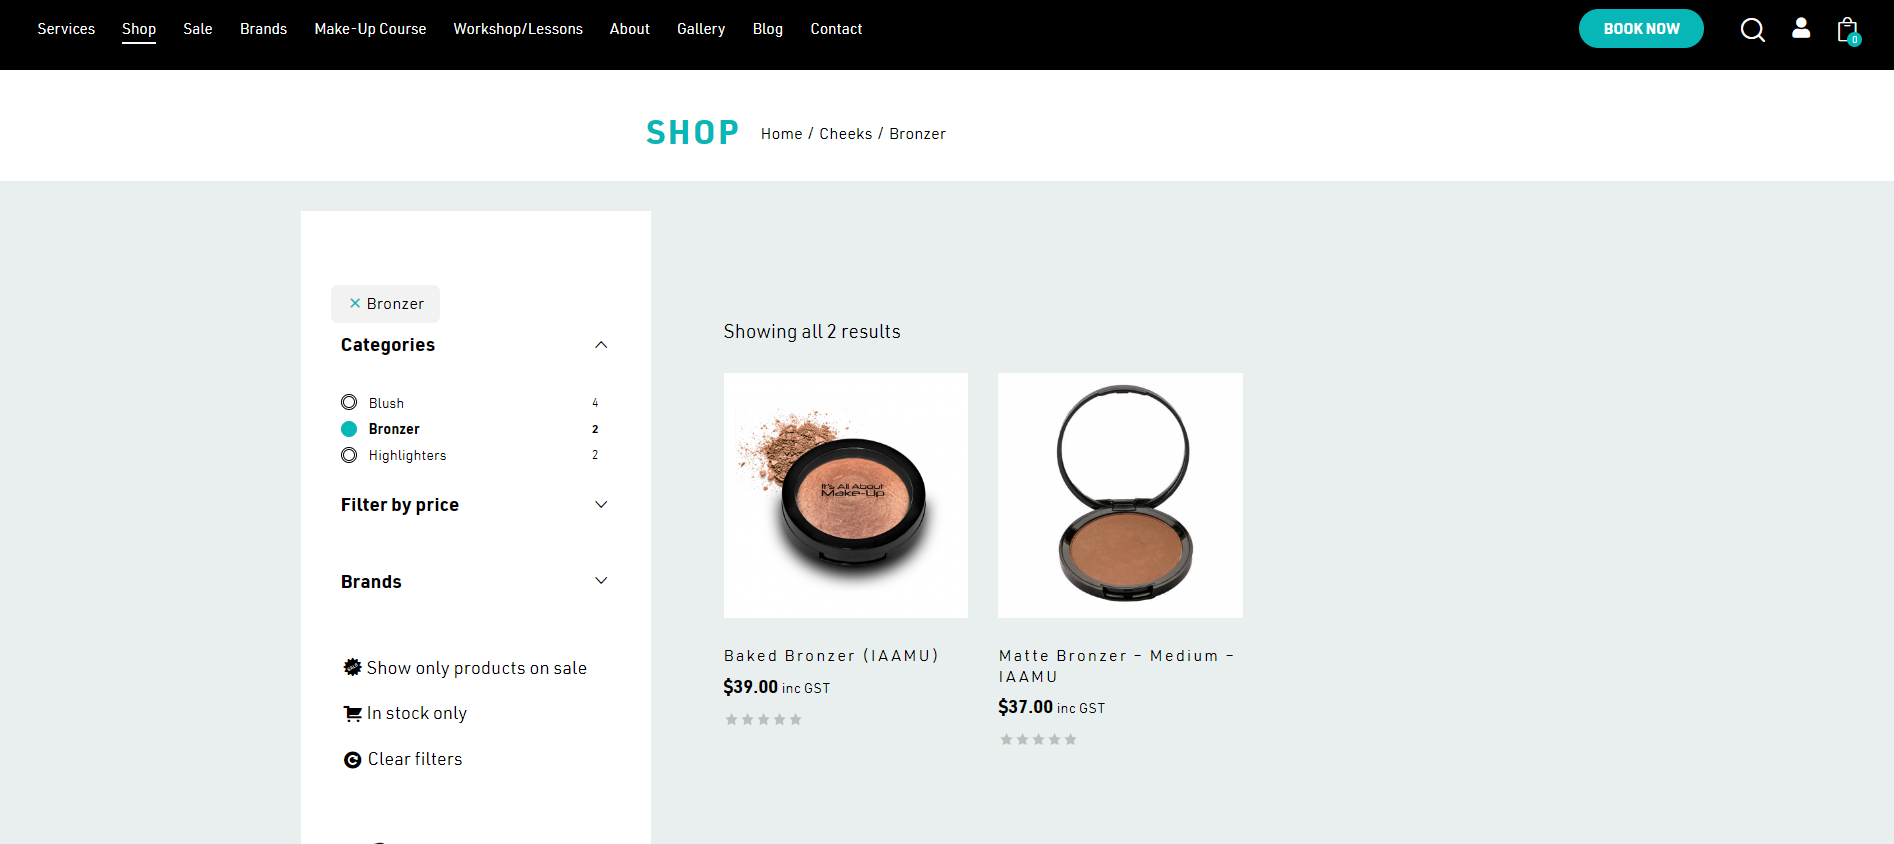 Services Shop Sale Brands Make-Up Course Workshop/Lessons About Gallery Blog Contact BOOK NOW 0
SHOP Home / Cheeks / Bronzer
× Bronzer
Categories
Blush 4
Bronzer 2
Highlighters 2
Filter by price
Brands
Show only products on sale
In stock only
Clear filters
Showing all 2 results
It's All About
Make-Up
Baked Bronzer (IAAMU)
$39.00 inc GST
Matte Bronzer – Medium –
IAAMU
$37.00 inc GST